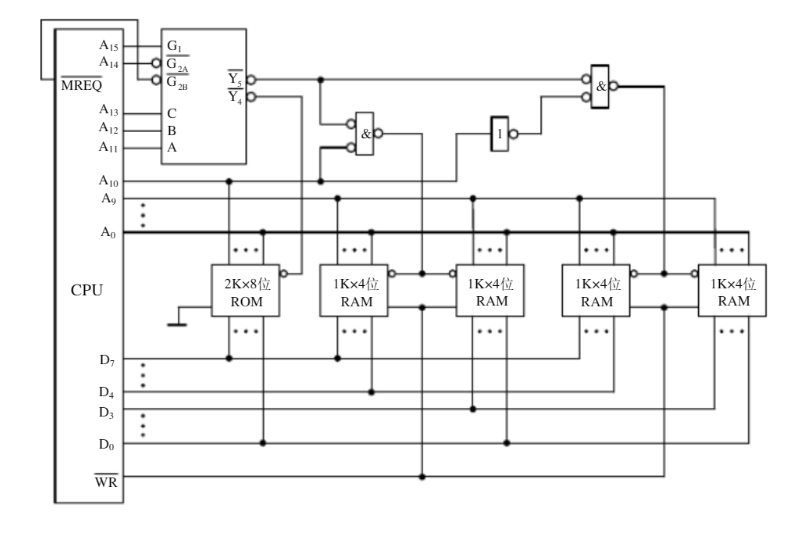 A₁₅ G₁
A₁₄ G₂A
MREQ G₂B Y₅
Y₄
A₁₃ C
A₁₂ B
A₁₁ A
& & 1
A₁₀
A₉
A₀
CPU
2K×8位 1K×4位 1K×4位 1K×4位 1K×4位
ROM RAM RAM RAM RAM
D₇
D₄
D₃
D₀
WR